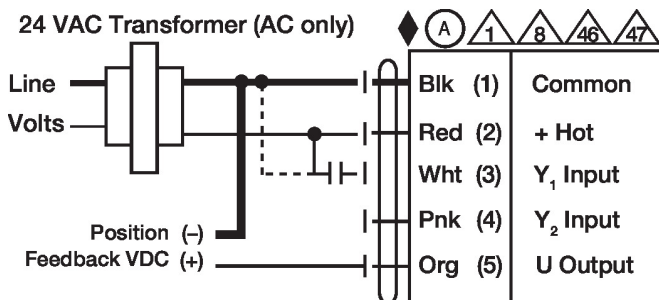 24 VAC Transformer (AC only)
A 1 8 46 47
Line
Volts
Blk (1) Common
Red (2) + Hot
Wht (3) Y₁ Input
Pnk (4) Y₂ Input
Org (5) U Output
Position (–)
Feedback VDC (+)